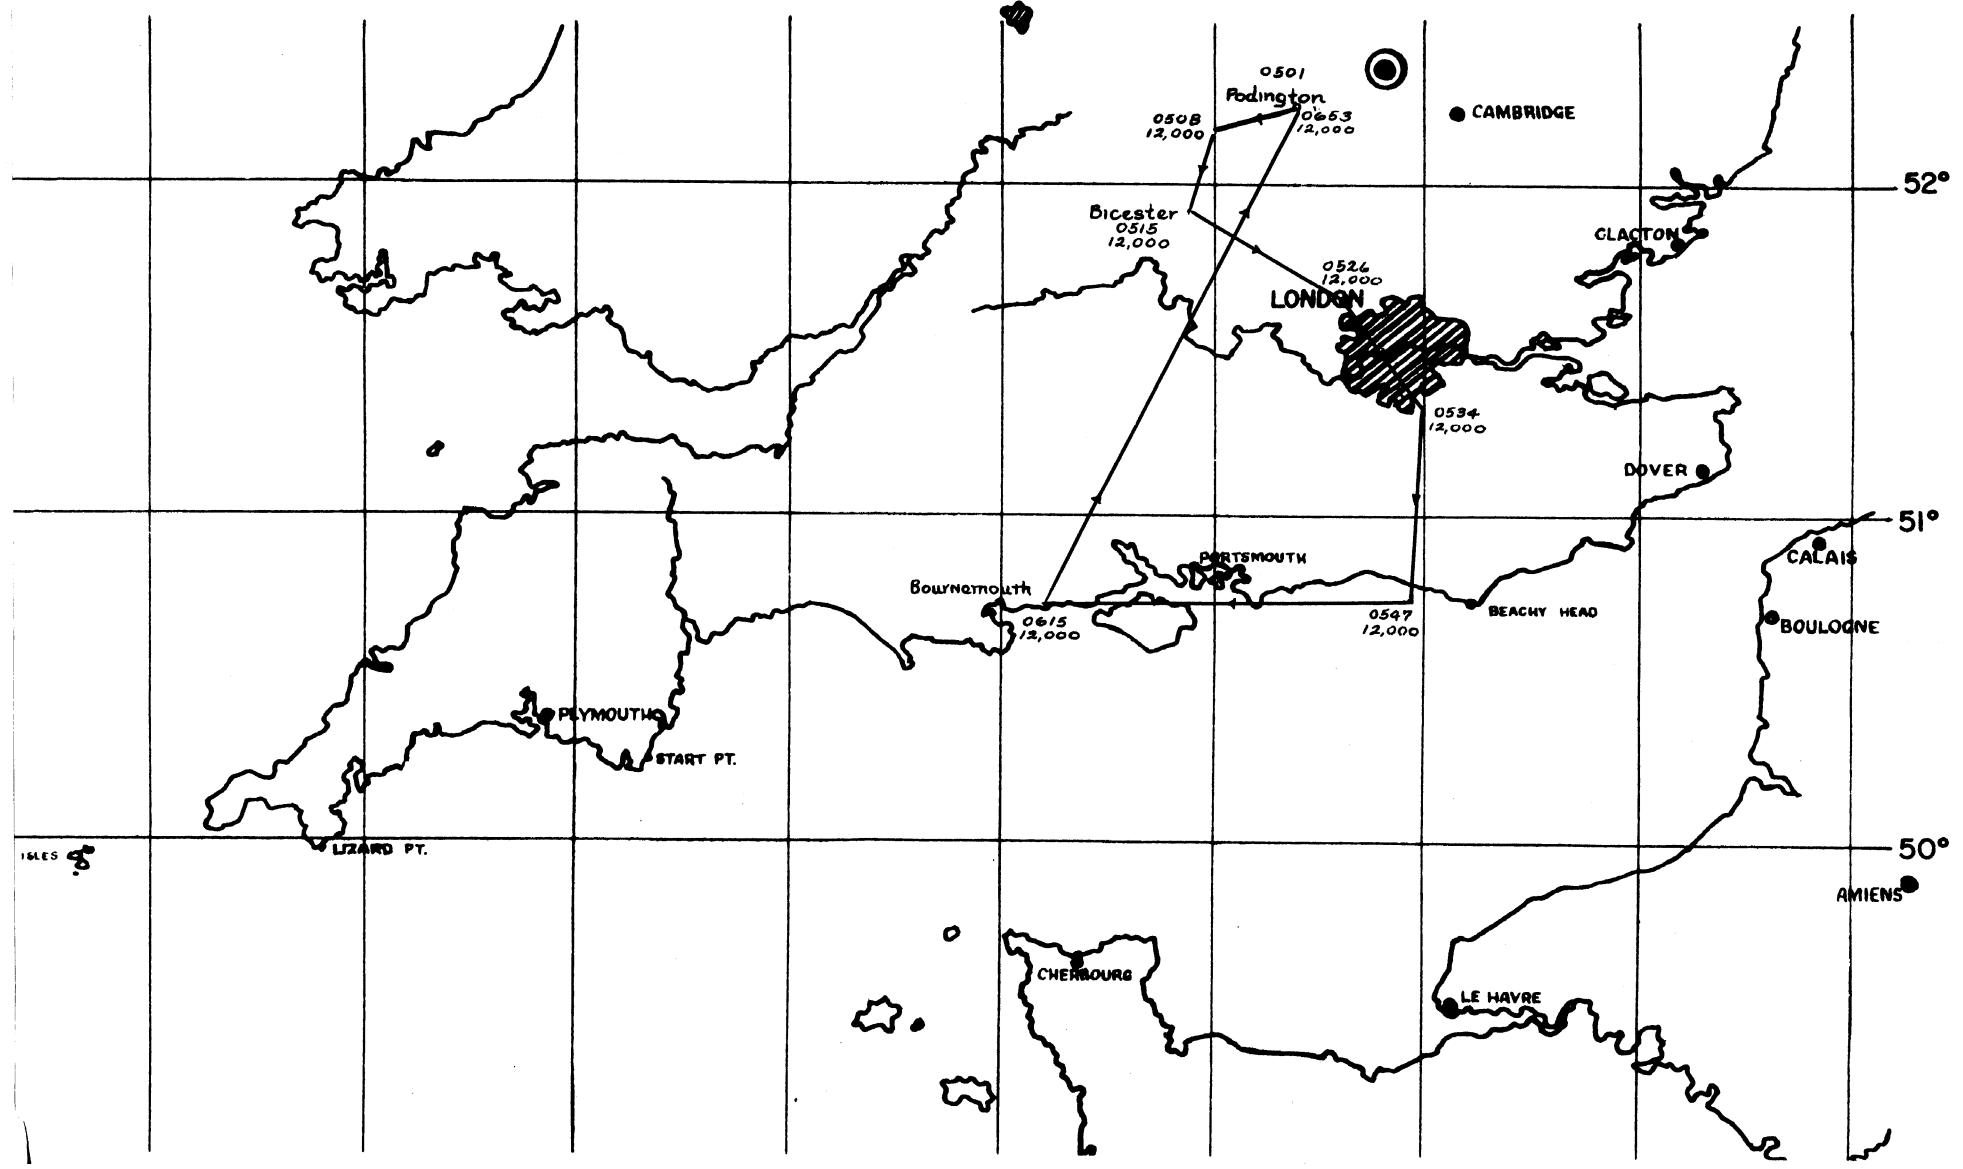 0501
Podington
0508
12,000
0653
12,000
CAMBRIDGE
52°
Bicester
0515
12,000
CLACTON
0526
12,000
LONDON
0534
12,000
DOVER
51°
CALAIS
PORTSMOUTH
Bournemouth
0615
12,000
0547
12,000
BEACHY HEAD
BOULOGNE
PLYMOUTH
START PT.
LIZARD PT.
ISLES
50°
AMIENS
CHERBOURG
LE HAVRE